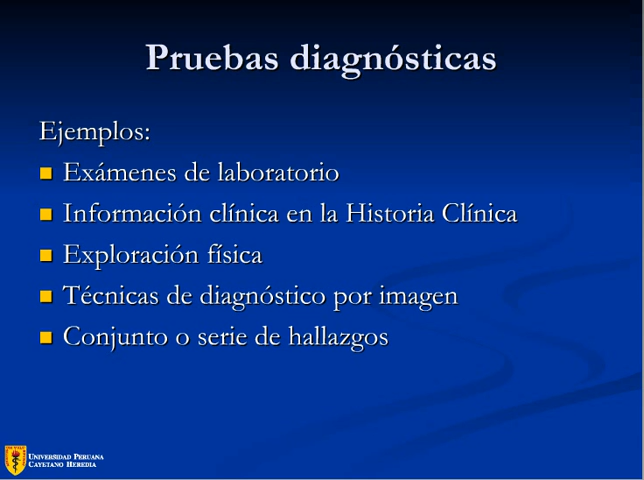 Pruebas diagnósticas
Ejemplos:
Exámenes de laboratorio
Información clínica en la Historia Clínica
Exploración física
Técnicas de diagnóstico por imagen
Conjunto o serie de hallazgos
UNIVERSIDAD PERUANA
CAYETANO HEREDIA